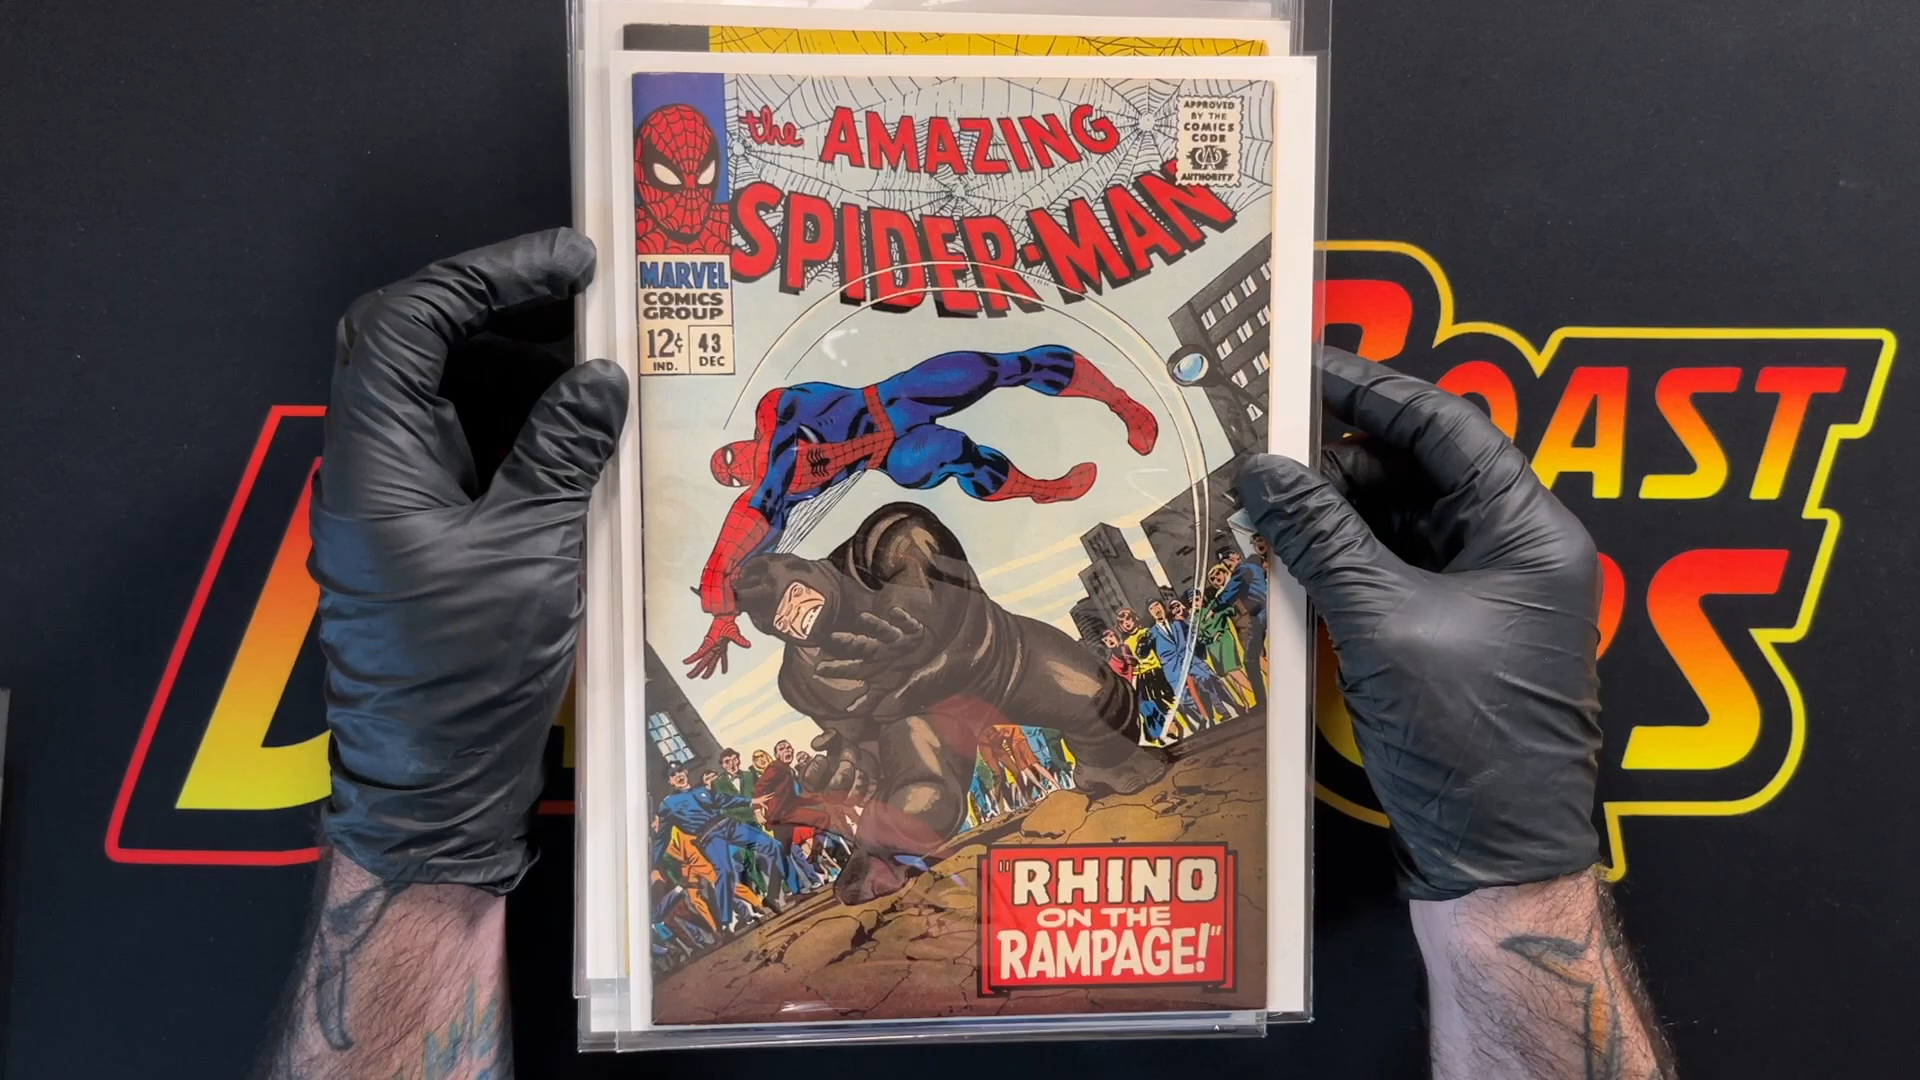 the AMAZING
SPIDER-MAN
APPROVED
BY THE
COMICS
CODE
CA
AUTHORITY
MARVEL
COMICS
GROUP
12¢
IND.
43
DEC
"RHINO
ON THE
RAMPAGE!"
OAST